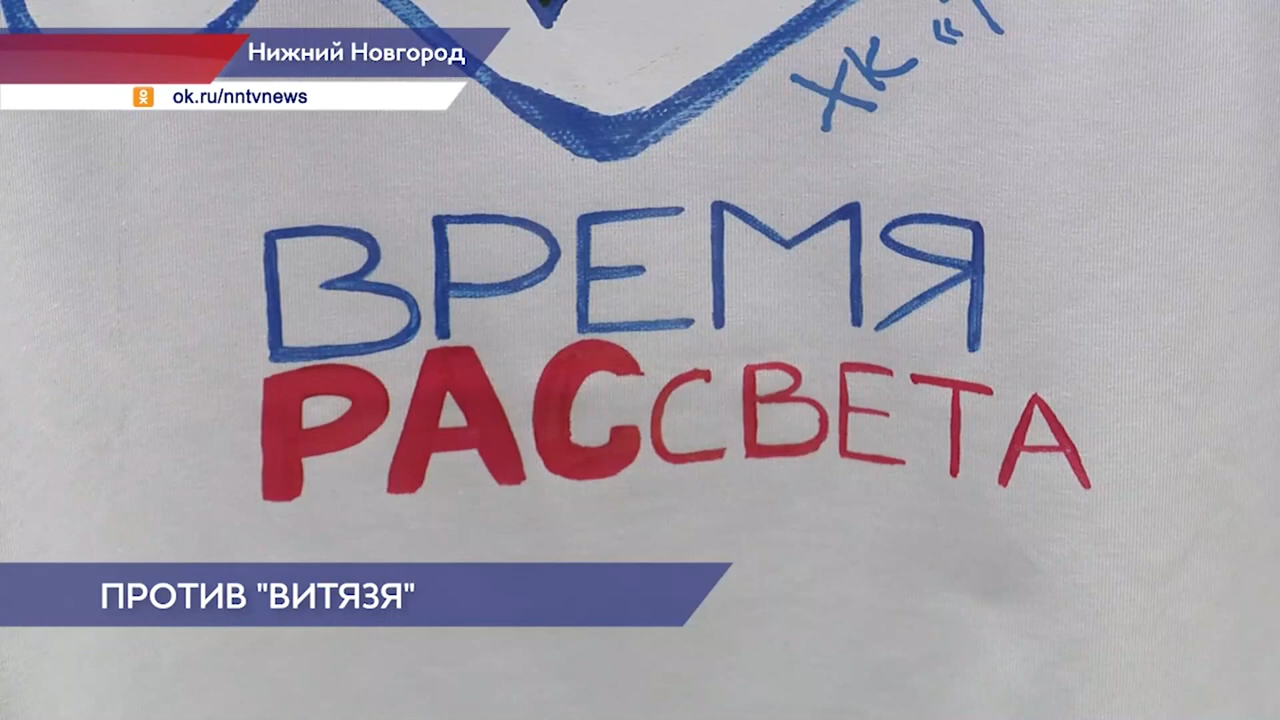 Нижний Новгород
ok.ru/nntvnews
ХК
ВРЕМЯ
РАССВЕТА
ПРОТИВ "ВИТЯЗЯ"